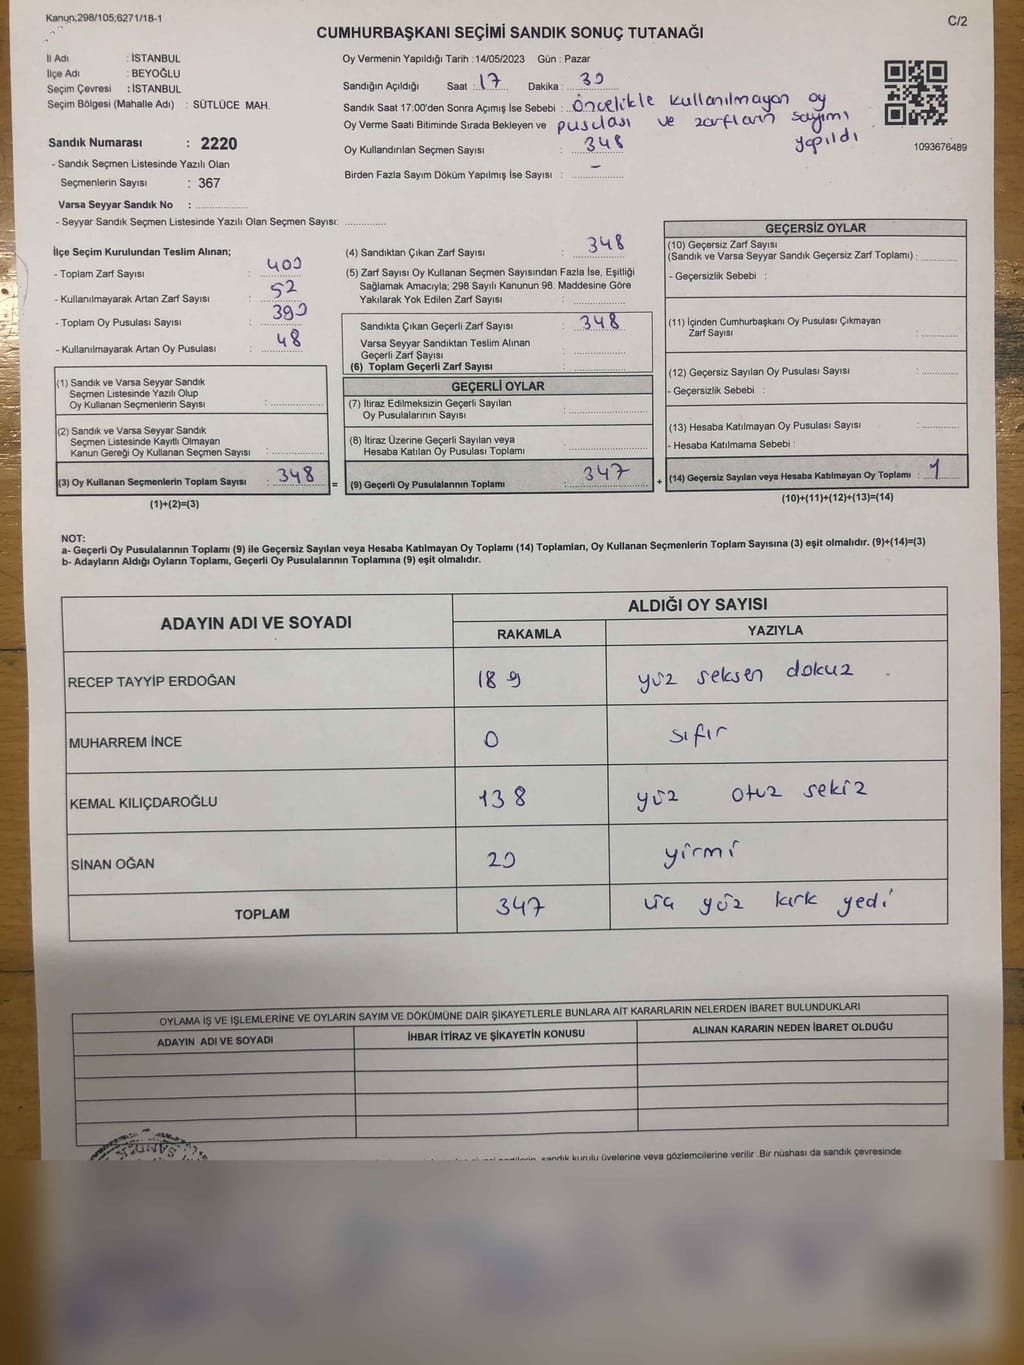 Kanun;298/105;6271/18-1
C/2
CUMHURBAŞKANI SEÇİMİ SANDIK SONUÇ TUTANAĞI
İl Adı : İSTANBUL
İlçe Adı : BEYOĞLU
Seçim Çevresi : İSTANBUL
Seçim Bölgesi (Mahalle Adı) : SÜTLÜCE MAH.
Sandık Numarası : 2220
- Sandık Seçmen Listesinde Yazılı Olan
Seçmenlerin Sayısı : 367
Varsa Seyyar Sandık No : ..................
- Seyyar Sandık Seçmen Listesinde Yazılı Olan Seçmen Sayısı: .............
Oy Vermenin Yapıldığı Tarih : 14/05/2023 Gün : Pazar
Sandığın Açıldığı Saat : 17 Dakika : 30
Sandık Saat 17:00'den Sonra Açımış İse Sebebi : Öncelikle kullanılmayan oy
Oy Verme Saati Bitiminde Sırada Bekleyen ve pusulası ve zarfların sayımı
yapıldı
Oy Kullandırılan Seçmen Sayısı : 348
Birden Fazla Sayım Döküm Yapılmış İse Sayısı : -
1093676489
İlçe Seçim Kurulundan Teslim Alınan;
- Toplam Zarf Sayısı : 400
- Kullanılmayarak Artan Zarf Sayısı : 52
- Toplam Oy Pusulası Sayısı : 390
- Kullanılmayarak Artan Oy Pusulası : 48
(1) Sandık ve Varsa Seyyar Sandık
Seçmen Listesinde Yazılı Olup
Oy Kullanan Seçmenlerin Sayısı : ..................
(2) Sandık ve Varsa Seyyar Sandık
Seçmen Listesinde Kayıtlı Olmayan
Kanun Gereği Oy Kullanan Seçmen Sayısı : ..................
(3) Oy Kullanan Seçmenlerin Toplam Sayısı : 348
(1)+(2)=(3)
(4) Sandıktan Çıkan Zarf Sayısı : 348
(5) Zarf Sayısı Oy Kullanan Seçmen Sayısından Fazla İse, Eşitliği
Sağlamak Amacıyla; 298 Sayılı Kanunun 98. Maddesine Göre
Yakılarak Yok Edilen Zarf Sayısı : ..................
Sandıkta Çıkan Geçerli Zarf Sayısı : 348
Varsa Seyyar Sandıktan Teslim Alınan
Geçerli Zarf Sayısı : ..................
(6) Toplam Geçerli Zarf Sayısı : ..................
GEÇERLİ OYLAR
(7) İtiraz Edilmeksizin Geçerli Sayılan
Oy Pusulalarının Sayısı : ..................
(8) İtiraz Üzerine Geçerli Sayılan veya
Hesaba Katılan Oy Pusulası Toplamı : ..................
= (9) Geçerli Oy Pusulalarının Toplamı : 347
GEÇERSİZ OYLAR
(10) Geçersiz Zarf Sayısı
(Sandık ve Varsa Seyyar Sandık Geçersiz Zarf Toplamı) : .............
- Geçersizlik Sebebi :
(11) İçinden Cumhurbaşkanı Oy Pusulası Çıkmayan
Zarf Sayısı : .............
(12) Geçersiz Sayılan Oy Pusulası Sayısı : .............
- Geçersizlik Sebebi :
(13) Hesaba Katılmayan Oy Pusulası Sayısı : .............
- Hesaba Katılmama Sebebi :
+ (14) Geçersiz Sayılan veya Hesaba Katılmayan Oy Toplamı : 1
(10)+(11)+(12)+(13)=(14)
NOT:
a- Geçerli Oy Pusulalarının Toplamı (9) ile Geçersiz Sayılan veya Hesaba Katılmayan Oy Toplamı (14) Toplamları, Oy Kullanan Seçmenlerin Toplam Sayısına (3) eşit olmalıdır. (9)+(14)=(3)
b- Adayların Aldığı Oyların Toplamı, Geçerli Oy Pusulalarının Toplamına (9) eşit olmalıdır.
ADAYIN ADI VE SOYADI
ALDIĞI OY SAYISI
RAKAMLA YAZIYLA
RECEP TAYYİP ERDOĞAN 189 yüz seksen dokuz
MUHARREM İNCE 0 sıfır
KEMAL KILIÇDAROĞLU 138 yüz otuz sekiz
SİNAN OĞAN 20 yirmi
TOPLAM 347 üç yüz kırk yedi
OYLAMA İŞ VE İŞLEMLERİNE VE OYLARIN SAYIM VE DÖKÜMÜNE DAİR ŞİKAYETLERLE BUNLARA AİT KARARLARIN NELERDEN İBARET BULUNDUKLARI
ADAYIN ADI VE SOYADI İHBAR İTİRAZ VE ŞİKAYETİN KONUSU ALINAN KARARIN NEDEN İBARET OLDUĞU
sandık kurulu üyelerine veya gözlemcilerine verilir .Bir nüshası da sandık çevresinde